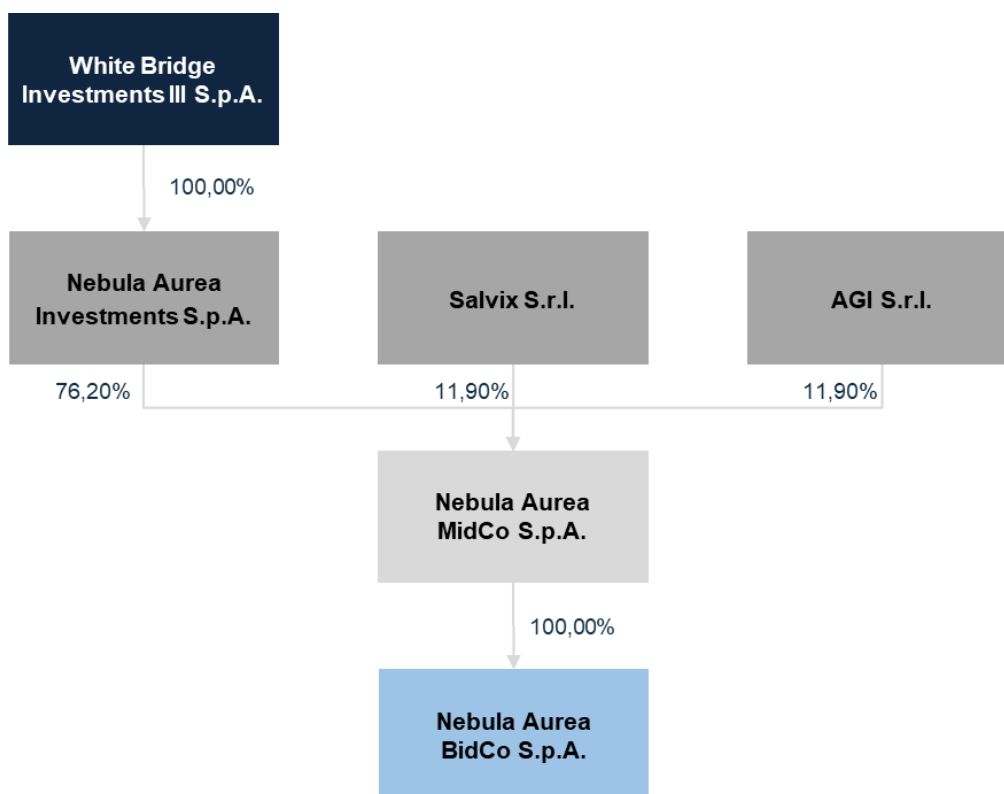 White Bridge
Investments III S.p.A.
100,00%
Nebula Aurea
Investments S.p.A.
Salvix S.r.l.
AGI S.r.l.
76,20%
11,90%
11,90%
Nebula Aurea
MidCo S.p.A.
100,00%
Nebula Aurea
BidCo S.p.A.